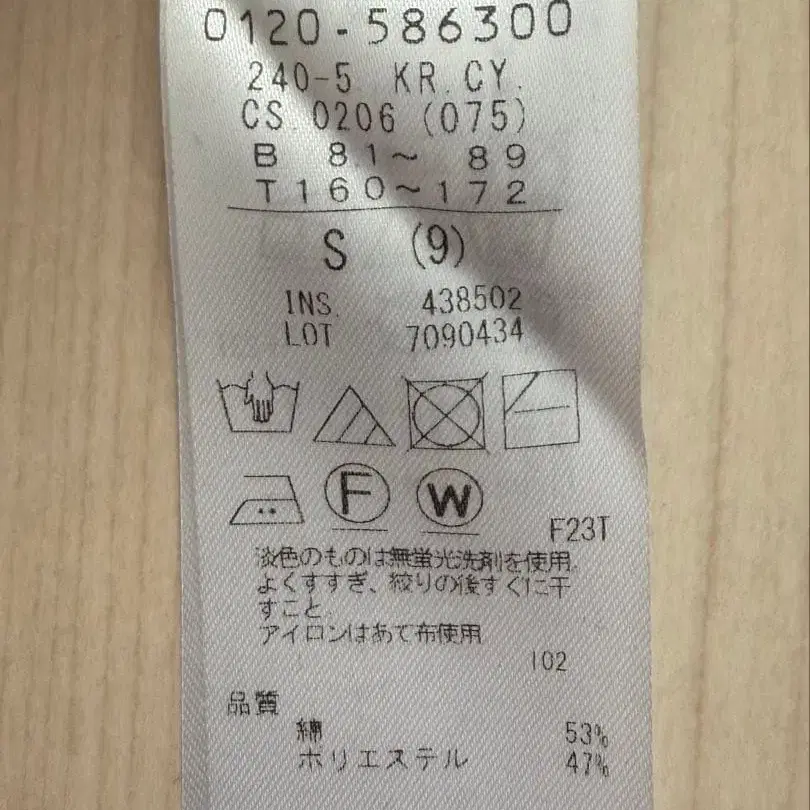 0120-586300
240-5 KR.CY.
CS.0206 (075)
B 81～ 89
T160～172
S (9)
INS. 438502
LOT 7090434
F W
F23T
淡色のものは無蛍光洗剤を使用.
よくすすぎ、絞りの後すぐに干
すこと.
アイロンはあて布使用
102
品質
綿 53%
ポリエステル 47%